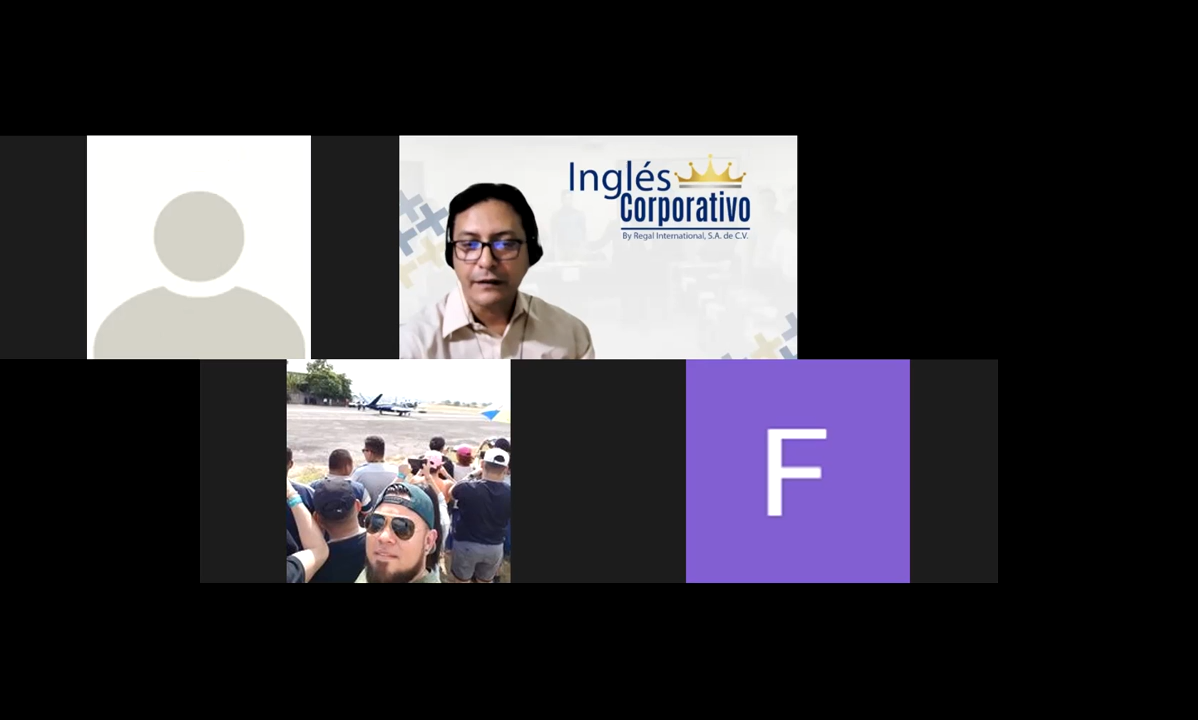 Inglés
Corporativo
By Regal International, S.A. de C.V.
F